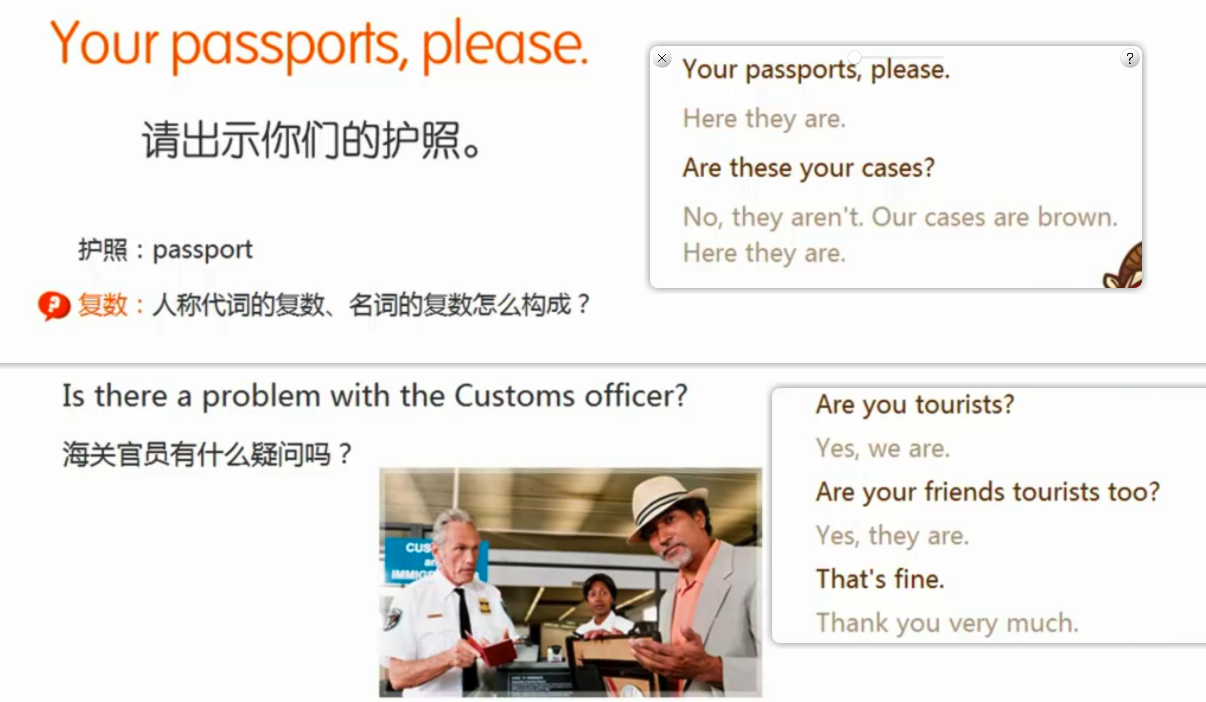 Your passports, please.
请出示你们的护照。
护照：passport
复数：人称代词的复数、名词的复数怎么构成？
Your passports, please.
Here they are.
Are these your cases?
No, they aren't. Our cases are brown.
Here they are.
Is there a problem with the Customs officer?
海关官员有什么疑问吗？
Are you tourists?
Yes, we are.
Are your friends tourists too?
Yes, they are.
That's fine.
Thank you very much.